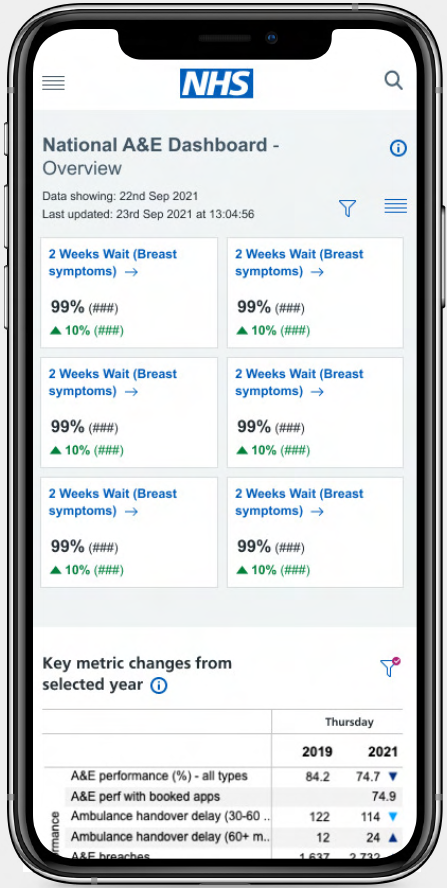 NHS
National A&E Dashboard -
Overview
Data showing: 22nd Sep 2021
Last updated: 23rd Sep 2021 at 13:04:56
2 Weeks Wait (Breast symptoms) →
99% (###)
▲ 10% (###)
2 Weeks Wait (Breast symptoms) →
99% (###)
▲ 10% (###)
2 Weeks Wait (Breast symptoms) →
99% (###)
▲ 10% (###)
2 Weeks Wait (Breast symptoms) →
99% (###)
▲ 10% (###)
2 Weeks Wait (Breast symptoms) →
99% (###)
▲ 10% (###)
2 Weeks Wait (Breast symptoms) →
99% (###)
▲ 10% (###)
Key metric changes from
selected year
Thursday
2019 2021
A&E performance (%) - all types 84.2 74.7 ▼
A&E perf with booked apps 74.9
Ambulance handover delay (30-60 .. 122 114 ▼
Ambulance handover delay (60+ m.. 12 24 ▲
A&E breaches 1,637 2,732